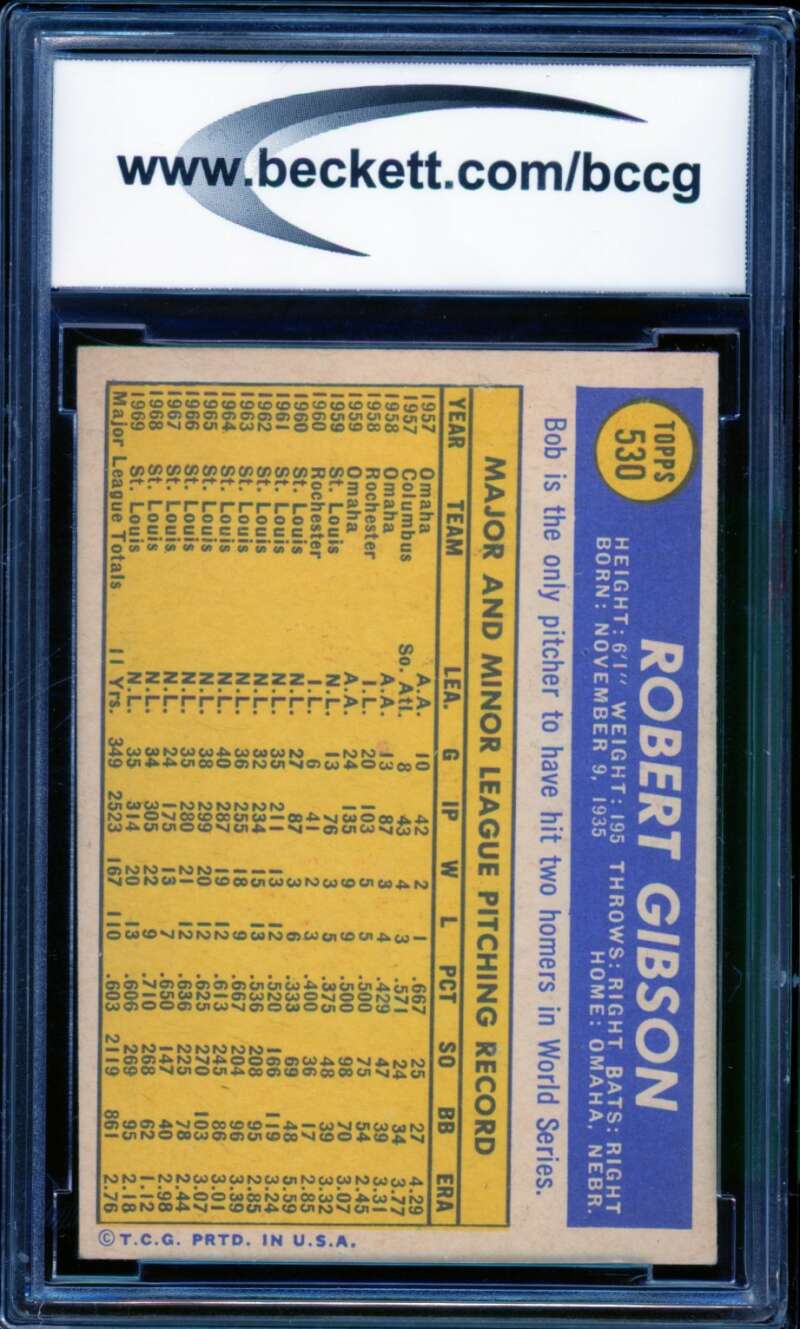 www.beckett.com/bccg
TOPPS
530
ROBERT GIBSON
HEIGHT: 6'1" WEIGHT: 195 THROWS: RIGHT BATS: RIGHT
BORN: NOVEMBER 9, 1935 HOME: OMAHA, NEBR.
Bob is the only pitcher to have hit two homers in World Series.
MAJOR AND MINOR LEAGUE PITCHING RECORD
YEAR TEAM LEA. G IP W L PCT SO BB ERA
1957 Omaha A.A. 10 42 2 1 .667 25 27 4.29
1957 Columbus So. Atl. 8 43 4 3 .571 24 34 3.77
1958 Omaha A.A. 13 87 3 4 .429 47 39 3.31
1958 Rochester I.L. 20 103 5 5 .500 75 54 2.45
1959 Omaha A.A. 24 135 9 9 .500 98 70 3.07
1959 St. Louis N.L. 13 76 3 5 .375 48 39 3.32
1960 Rochester I.L. 6 41 2 3 .400 36 17 2.85
1960 St. Louis N.L. 27 87 3 6 .333 69 48 5.59
1961 St. Louis N.L. 35 211 13 12 .520 166 119 3.24
1962 St. Louis N.L. 32 234 15 13 .536 208 95 2.85
1963 St. Louis N.L. 36 255 18 9 .667 204 96 3.39
1964 St. Louis N.L. 40 287 19 12 .613 245 86 3.01
1965 St. Louis N.L. 38 299 20 12 .625 270 103 3.07
1966 St. Louis N.L. 35 280 21 12 .636 225 78 2.44
1967 St. Louis N.L. 24 175 13 7 .650 147 40 2.98
1968 St. Louis N.L. 34 305 22 9 .710 268 62 1.12
1969 St. Louis N.L. 35 314 20 13 .606 269 95 2.18
Major League Totals 11 Yrs. 349 2523 167 110 .603 2119 861 2.76
© T.C.G. PRTD. IN U.S.A.